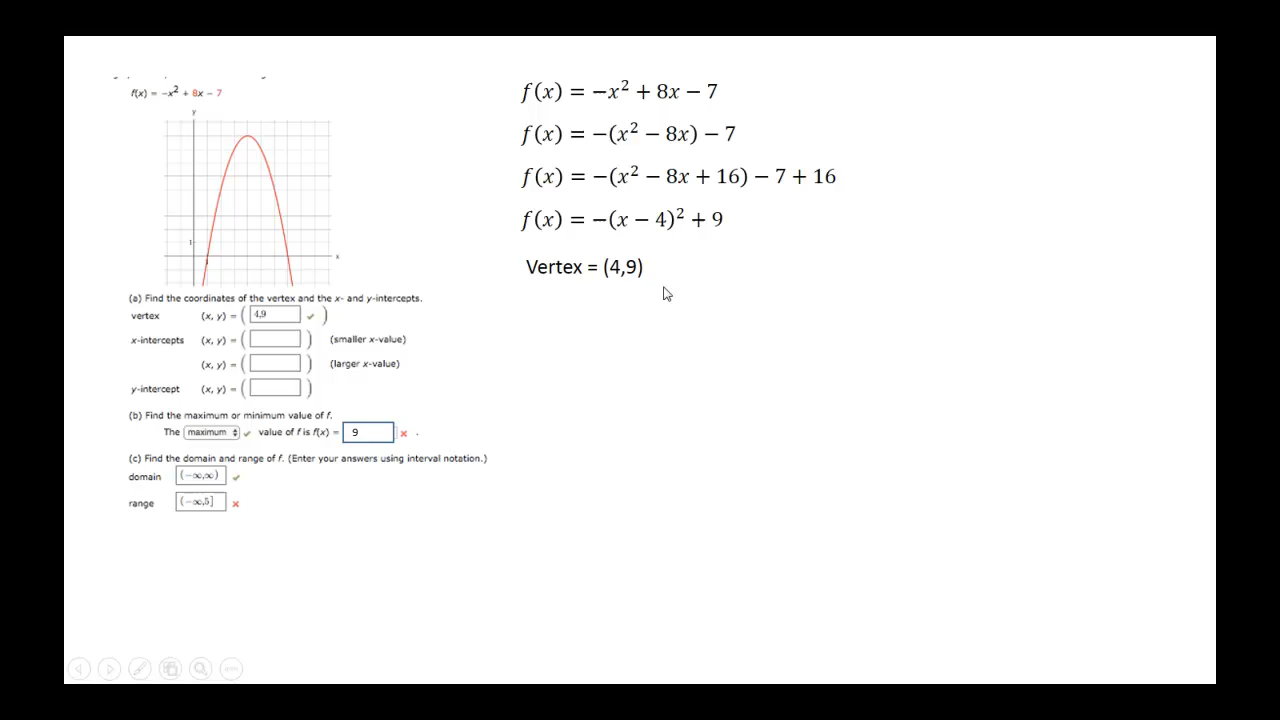 f(x) = −x² + 8x − 7
y
1
1
x
(a) Find the coordinates of the vertex and the x- and y-intercepts.
vertex (x, y) = ( 4,9 )
x-intercepts (x, y) = ( ) (smaller x-value)
(x, y) = ( ) (larger x-value)
y-intercept (x, y) = ( )
(b) Find the maximum or minimum value of f.
The maximum value of f is f(x) = 9 .
(c) Find the domain and range of f. (Enter your answers using interval notation.)
domain (−∞,∞)
range (−∞,5]
f(x) = −x² + 8x − 7
f(x) = −(x² − 8x) − 7
f(x) = −(x² − 8x + 16) − 7 + 16
f(x) = −(x − 4)² + 9
Vertex = (4,9)